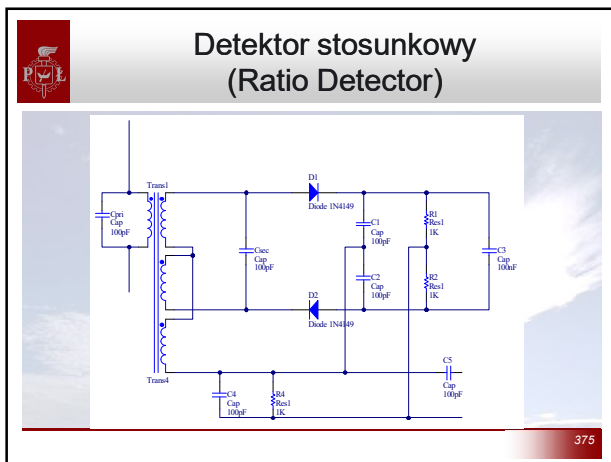 Detektor stosunkowy
(Ratio Detector)
P Ł
Trans1
Cpri
Cap
100pF
Csec
Cap
100pF
D1
Diode 1N4149
C1
Cap
100pF
R1
Res1
1K
C3
Cap
100nF
C2
Cap
100pF
R2
Res1
1K
D2
Diode 1N4149
Trans4
C4
Cap
100pF
R4
Res1
1K
C5
Cap
100pF
375